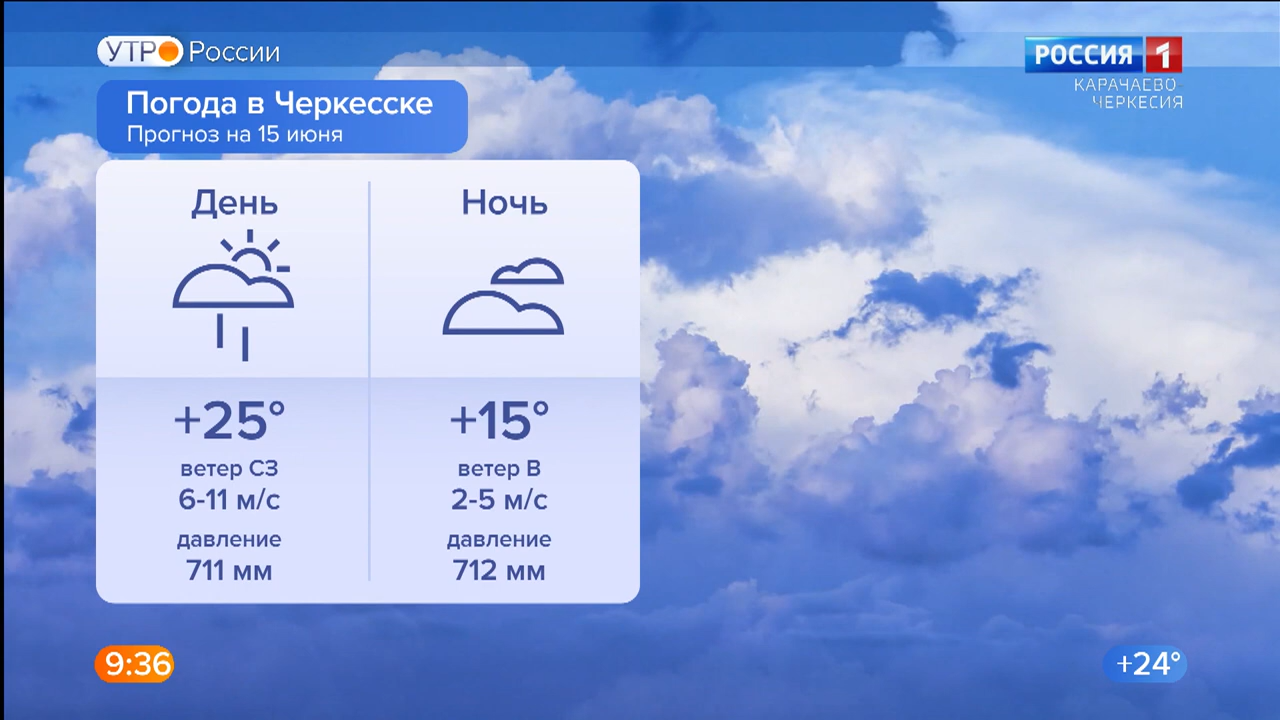 УТРО России
РОССИЯ 1
КАРАЧАЕВО-
ЧЕРКЕСИЯ
Погода в Черкесске
Прогноз на 15 июня
День
Ночь
+25°
ветер СЗ
6-11 м/с
давление
711 мм
+15°
ветер В
2-5 м/с
давление
712 мм
9:36
+24°